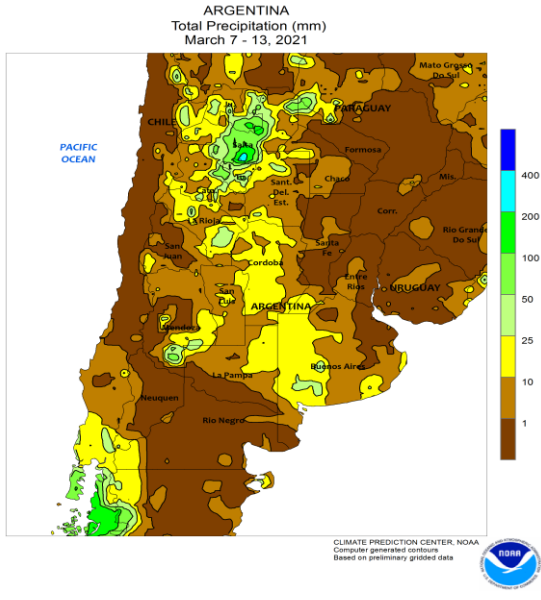 ARGENTINA
Total Precipitation (mm)
March 7 - 13, 2021
Mato Grosso
Do Sul
PARAGUAY
CHILE
PACIFIC
OCEAN
Salta
Formosa
Chaco
Mis.
Sant.
Del.
Est.
Corr.
La Rioja
Rio Grande
Do Sul
San
Juan
Santa
Fe
Cordoba
Entre
Rios
URUGUAY
San
Luis
ARGENTINA
Mendoza
La Pampa
Buenos Aires
Neuquen
Rio Negro
400
200
100
50
25
10
1
CLIMATE PREDICTION CENTER, NOAA
Computer generated contours
Based on preliminary gridded data
NOAA